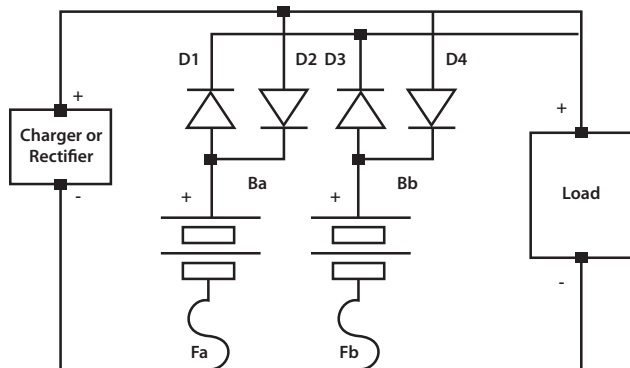 D1
D2
D3
D4
+
Charger or
Rectifier
-
+
Load
-
Ba
Bb
+
+
Fa
Fb